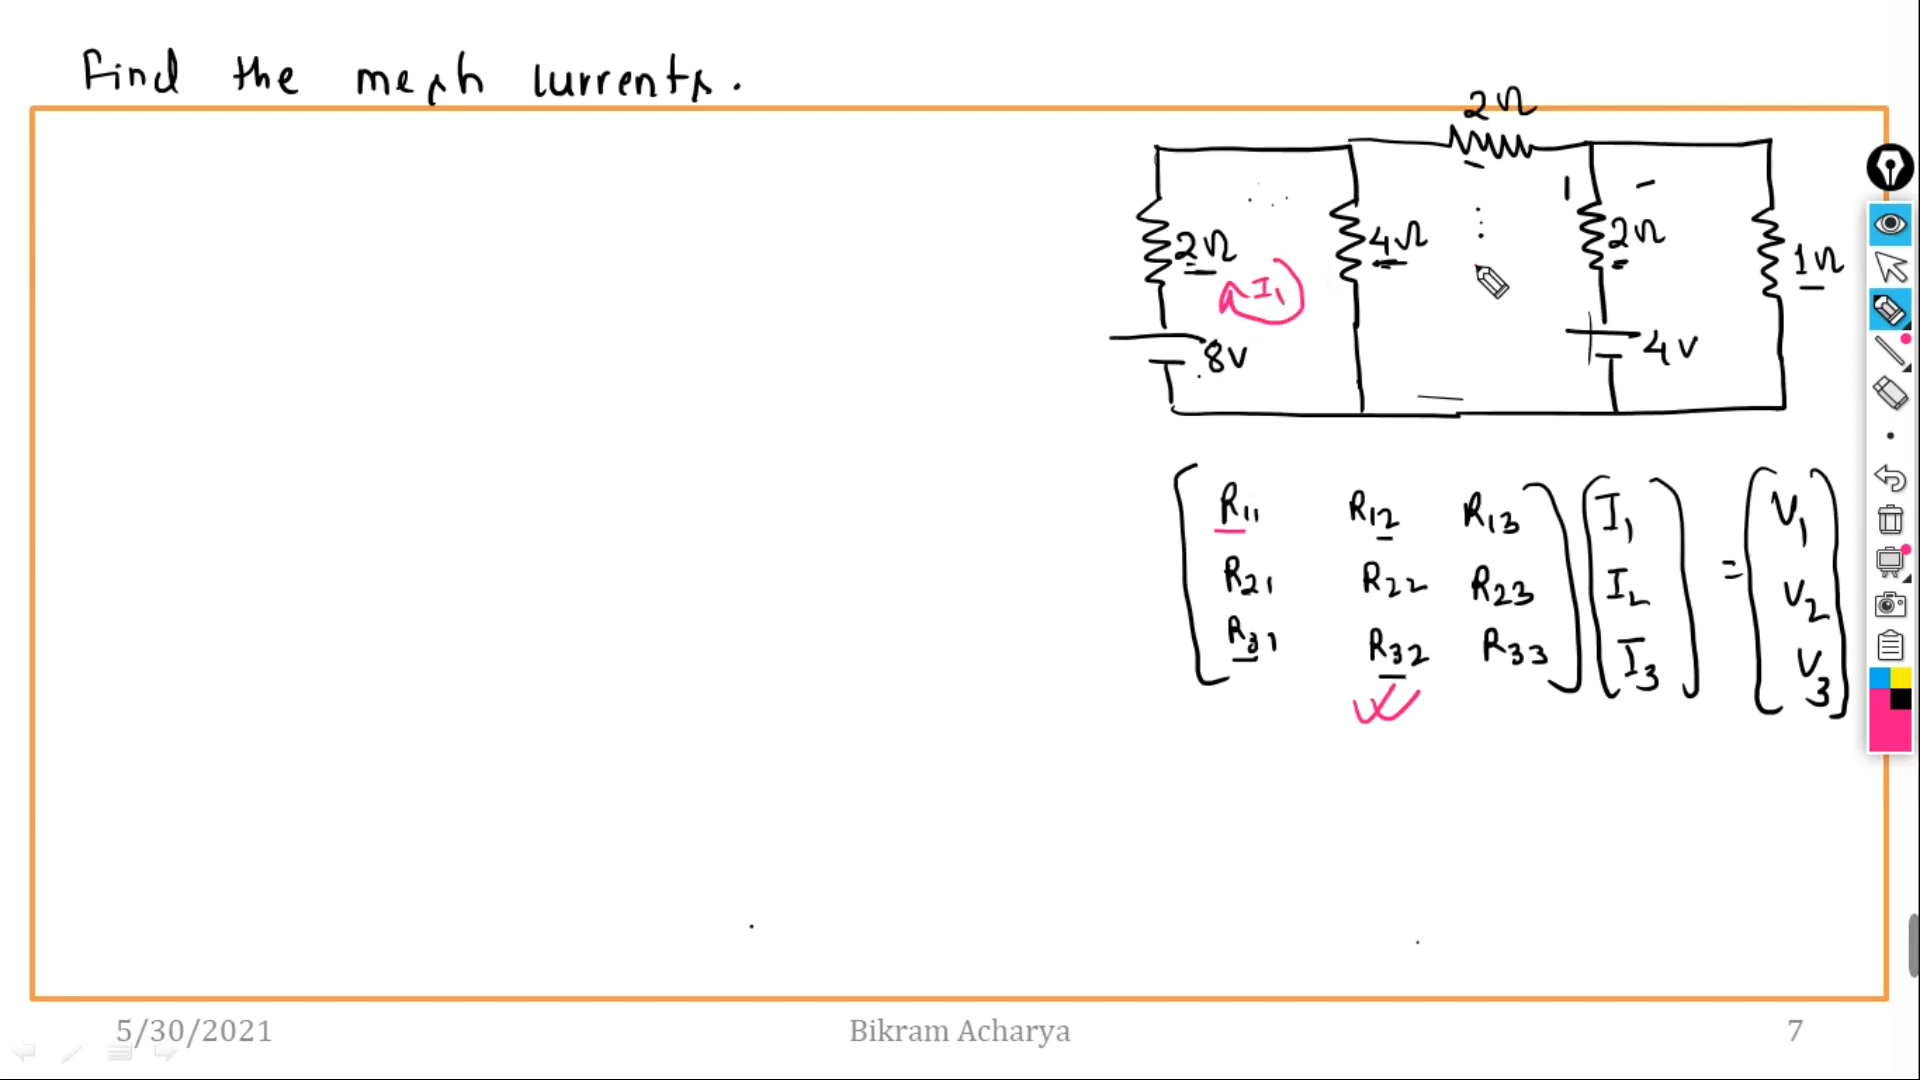 Find the mesh currents.
2Ω
2Ω 4Ω 2Ω 1Ω
I₁
8V 4V
R₁₁ R₁₂ R₁₃ I₁ = V₁
R₂₁ R₂₂ R₂₃ I₂ V₂
R₃₁ R₃₂ R₃₃ I₃ V₃
5/30/2021 Bikram Acharya 7